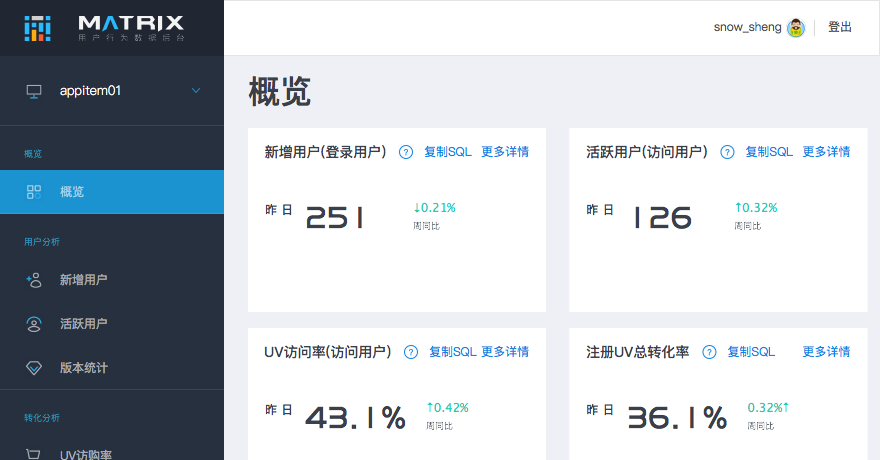 MATRIX
用户行为数据后台
snow_sheng
登出
appitem01
概览
概览
用户分析
新增用户
活跃用户
版本统计
转化分析
UV访购率
概览
新增用户(登录用户) ? 复制SQL 更多详情
昨日 251 ↓0.21%
周同比
活跃用户(访问用户) ? 复制SQL 更多详情
昨日 126 ↑0.32%
周同比
UV访问率(访问用户) ? 复制SQL 更多详情
昨日 43.1% ↑0.42%
周同比
注册UV总转化率 ? 复制SQL 更多详情
昨日 36.1% 0.32%↑
周同比